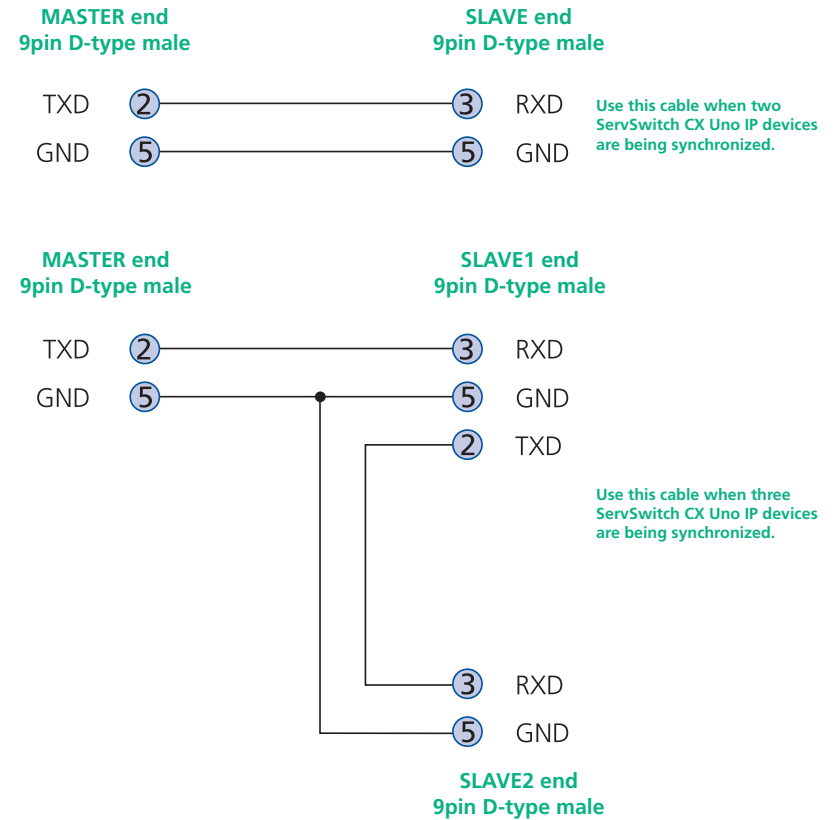 MASTER end
9pin D-type male
SLAVE end
9pin D-type male
TXD 2 3 RXD
GND 5 5 GND
Use this cable when two
ServSwitch CX Uno IP devices
are being synchronized.
MASTER end
9pin D-type male
SLAVE1 end
9pin D-type male
TXD 2 3 RXD
GND 5 5 GND
2 TXD
Use this cable when three
ServSwitch CX Uno IP devices
are being synchronized.
3 RXD
5 GND
SLAVE2 end
9pin D-type male